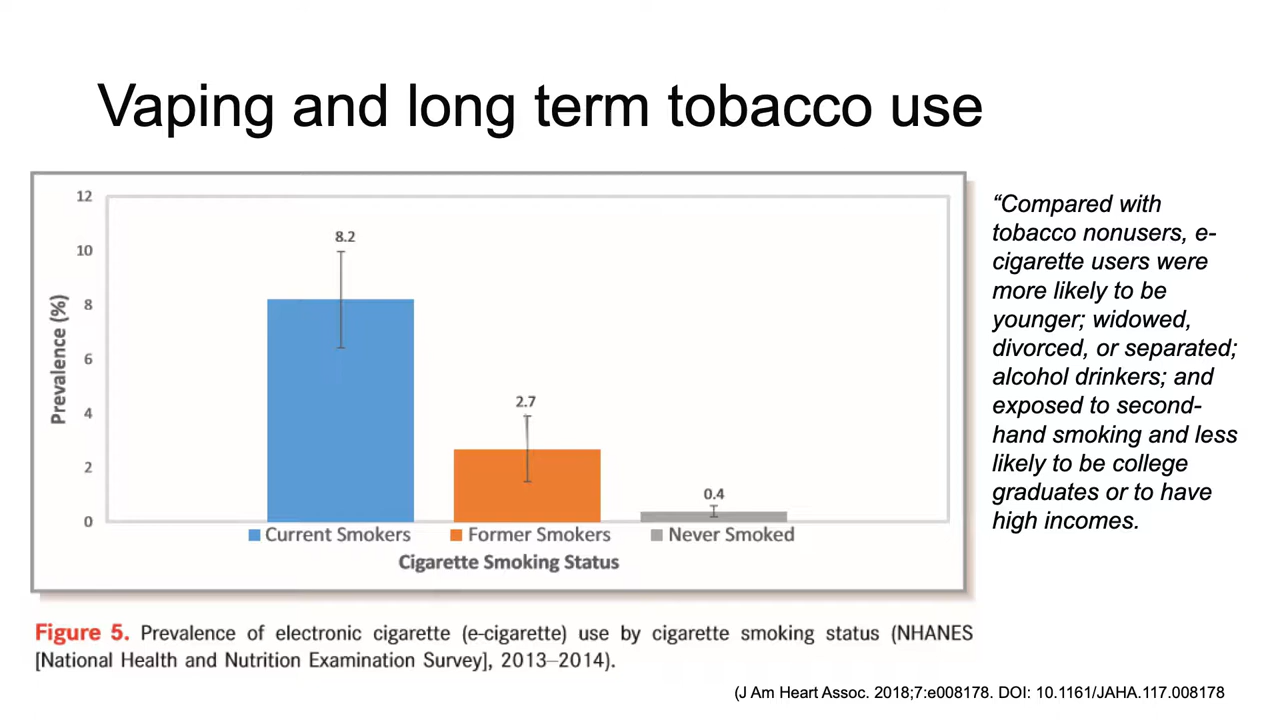 Vaping and long term tobacco use
12
10
8
6
4
2
0
Prevalence (%)
8.2
2.7
0.4
Current Smokers
Former Smokers
Never Smoked
Cigarette Smoking Status
“Compared with
tobacco nonusers, e-
cigarette users were
more likely to be
younger; widowed,
divorced, or separated;
alcohol drinkers; and
exposed to second-
hand smoking and less
likely to be college
graduates or to have
high incomes.
Figure 5. Prevalence of electronic cigarette (e-cigarette) use by cigarette smoking status (NHANES
[National Health and Nutrition Examination Survey], 2013–2014).
(J Am Heart Assoc. 2018;7:e008178. DOI: 10.1161/JAHA.117.008178